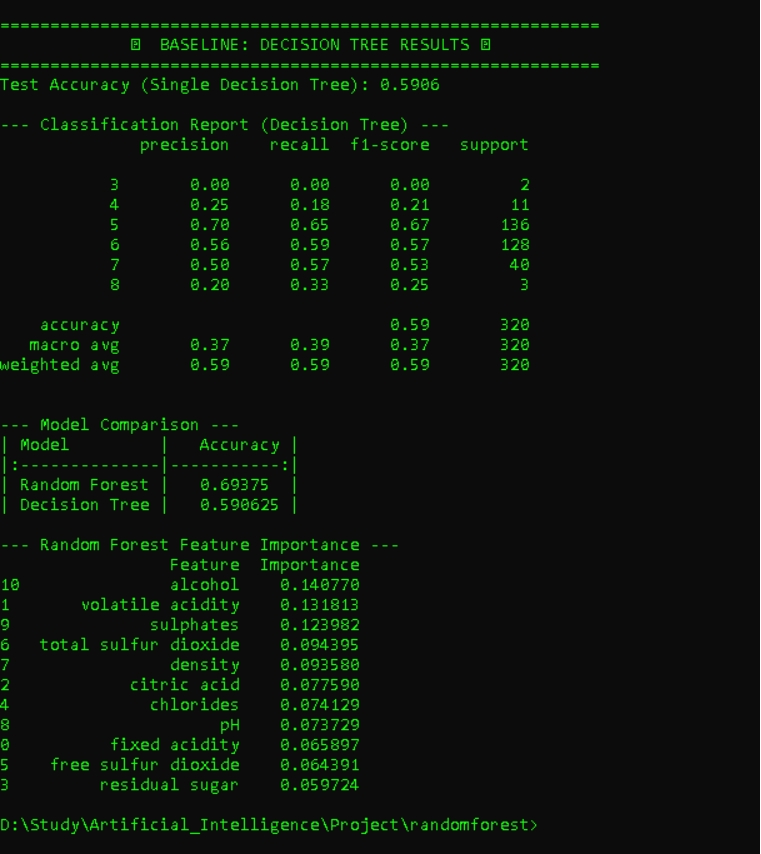 ============================================================
⍰ BASELINE: DECISION TREE RESULTS ⍰
============================================================
Test Accuracy (Single Decision Tree): 0.5906
--- Classification Report (Decision Tree) ---
precision recall f1-score support
3 0.00 0.00 0.00 2
4 0.25 0.18 0.21 11
5 0.70 0.65 0.67 136
6 0.56 0.59 0.57 128
7 0.50 0.57 0.53 40
8 0.20 0.33 0.25 3
accuracy 0.59 320
macro avg 0.37 0.39 0.37 320
weighted avg 0.59 0.59 0.59 320
--- Model Comparison ---
| Model | Accuracy |
|:--------------|-----------:|
| Random Forest | 0.69375 |
| Decision Tree | 0.590625 |
--- Random Forest Feature Importance ---
Feature Importance
10 alcohol 0.140770
1 volatile acidity 0.131813
9 sulphates 0.123982
6 total sulfur dioxide 0.094395
7 density 0.093580
2 citric acid 0.077590
4 chlorides 0.074129
8 pH 0.073729
0 fixed acidity 0.065897
5 free sulfur dioxide 0.064391
3 residual sugar 0.059724
D:\Study\Artificial_Intelligence\Project\randomforest>